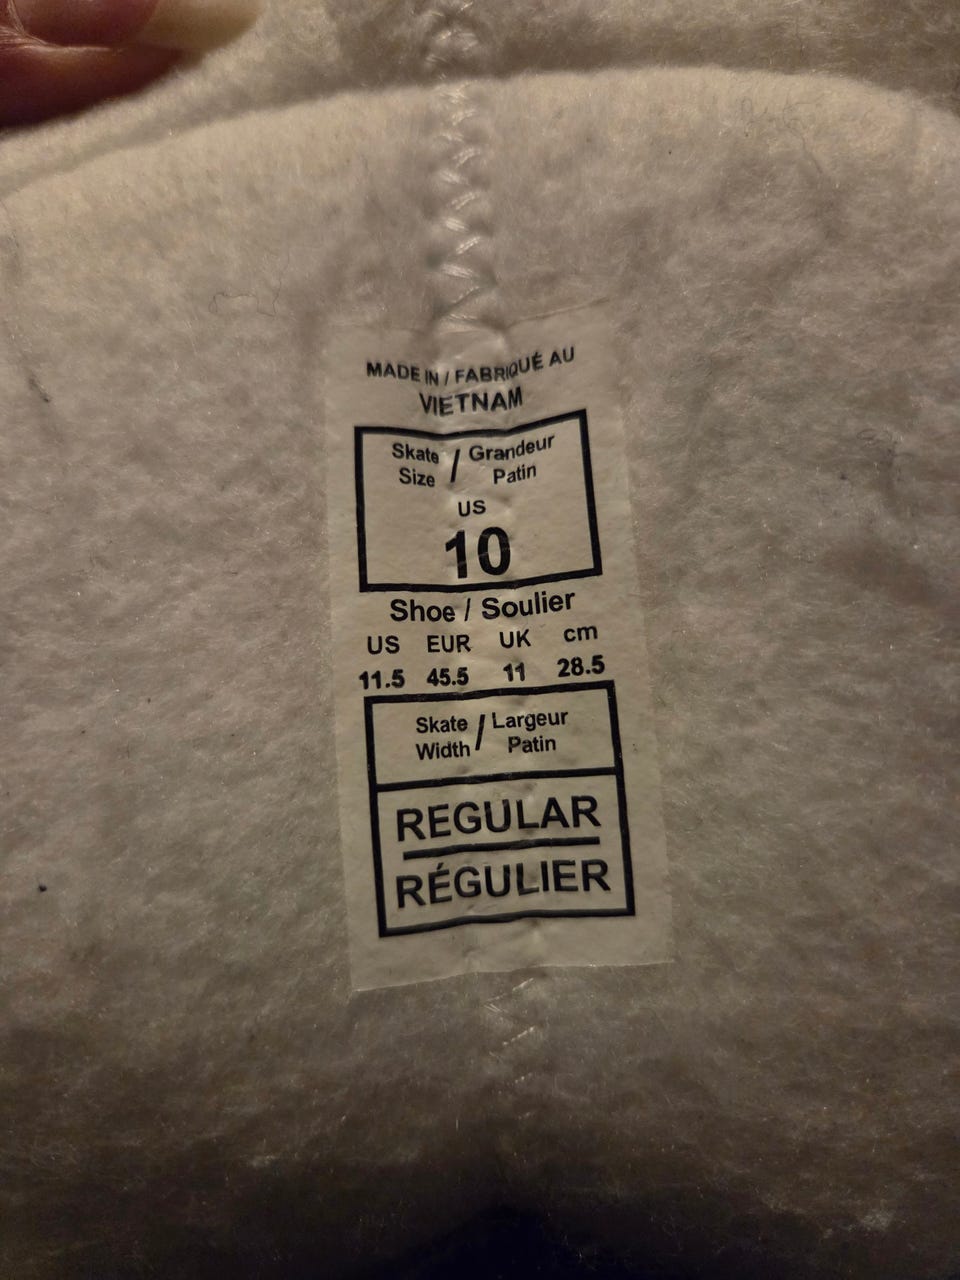 MADE IN / FABRIQUÉ AU
VIETNAM
Skate / Grandeur
Size Patin
US
10
Shoe / Soulier
US EUR UK cm
11.5 45.5 11 28.5
Skate / Largeur
Width Patin
REGULAR
RÉGULIER